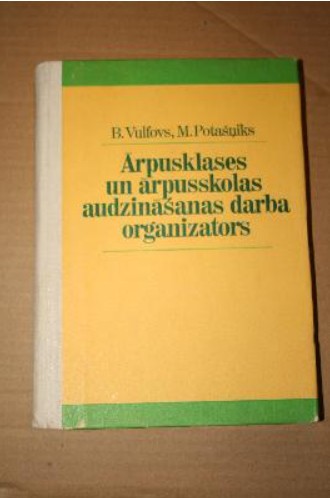 B. Vulfovs, M. Potašņiks
Ārpusklases
un ārpusskolas
audzināšanas darba
organizators